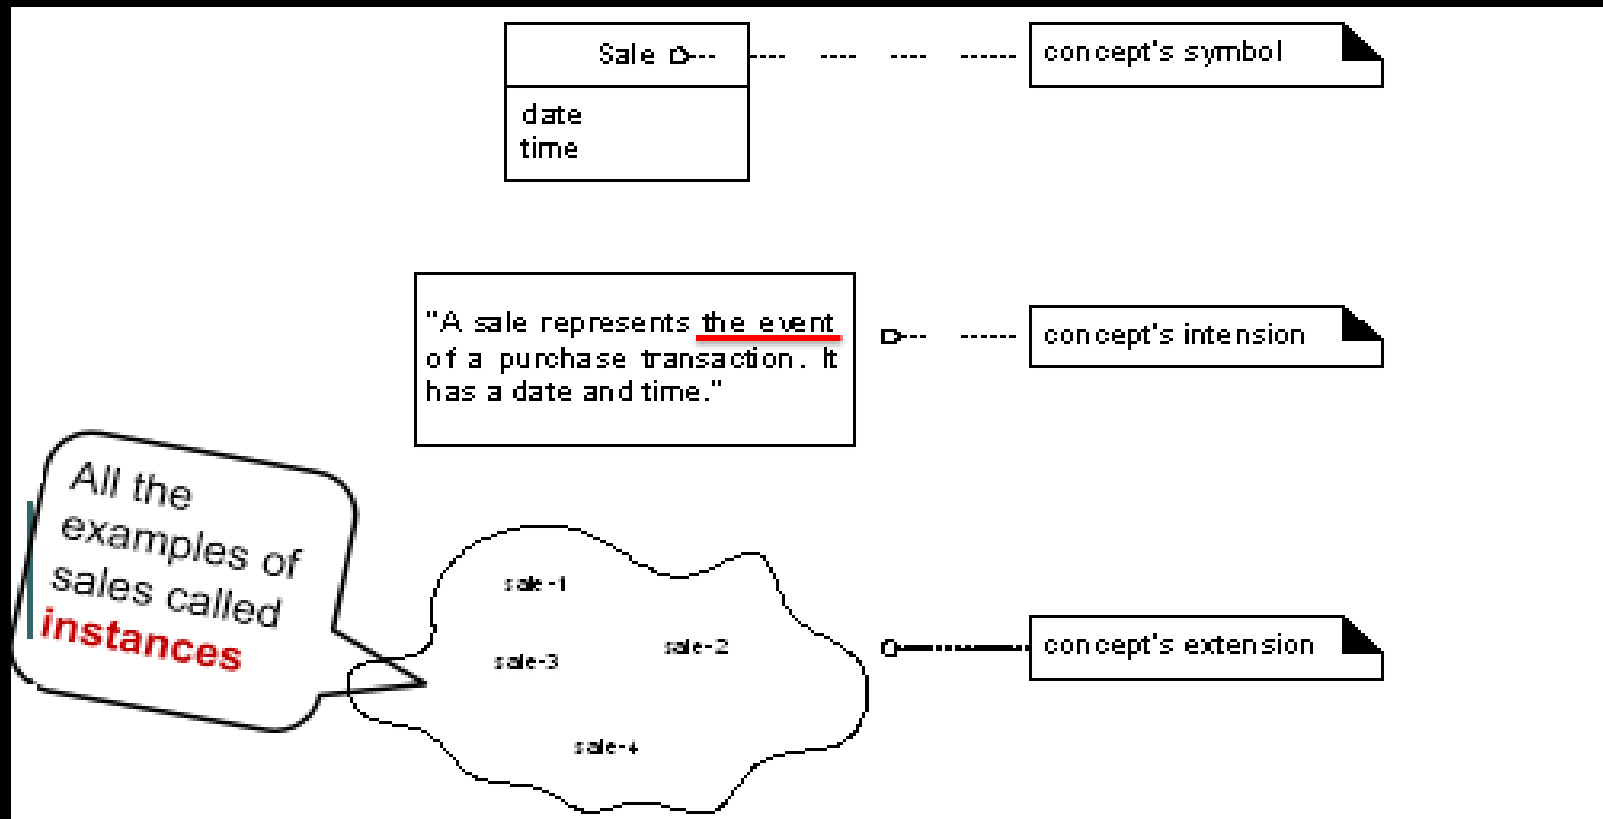 Sale
concept's symbol
date
time
"A sale represents the event
of a purchase transaction. It
has a date and time."
concept's intension
All the
examples of
sales called
instances
sale-1
sale-2
sale-3
sale-4
concept's extension